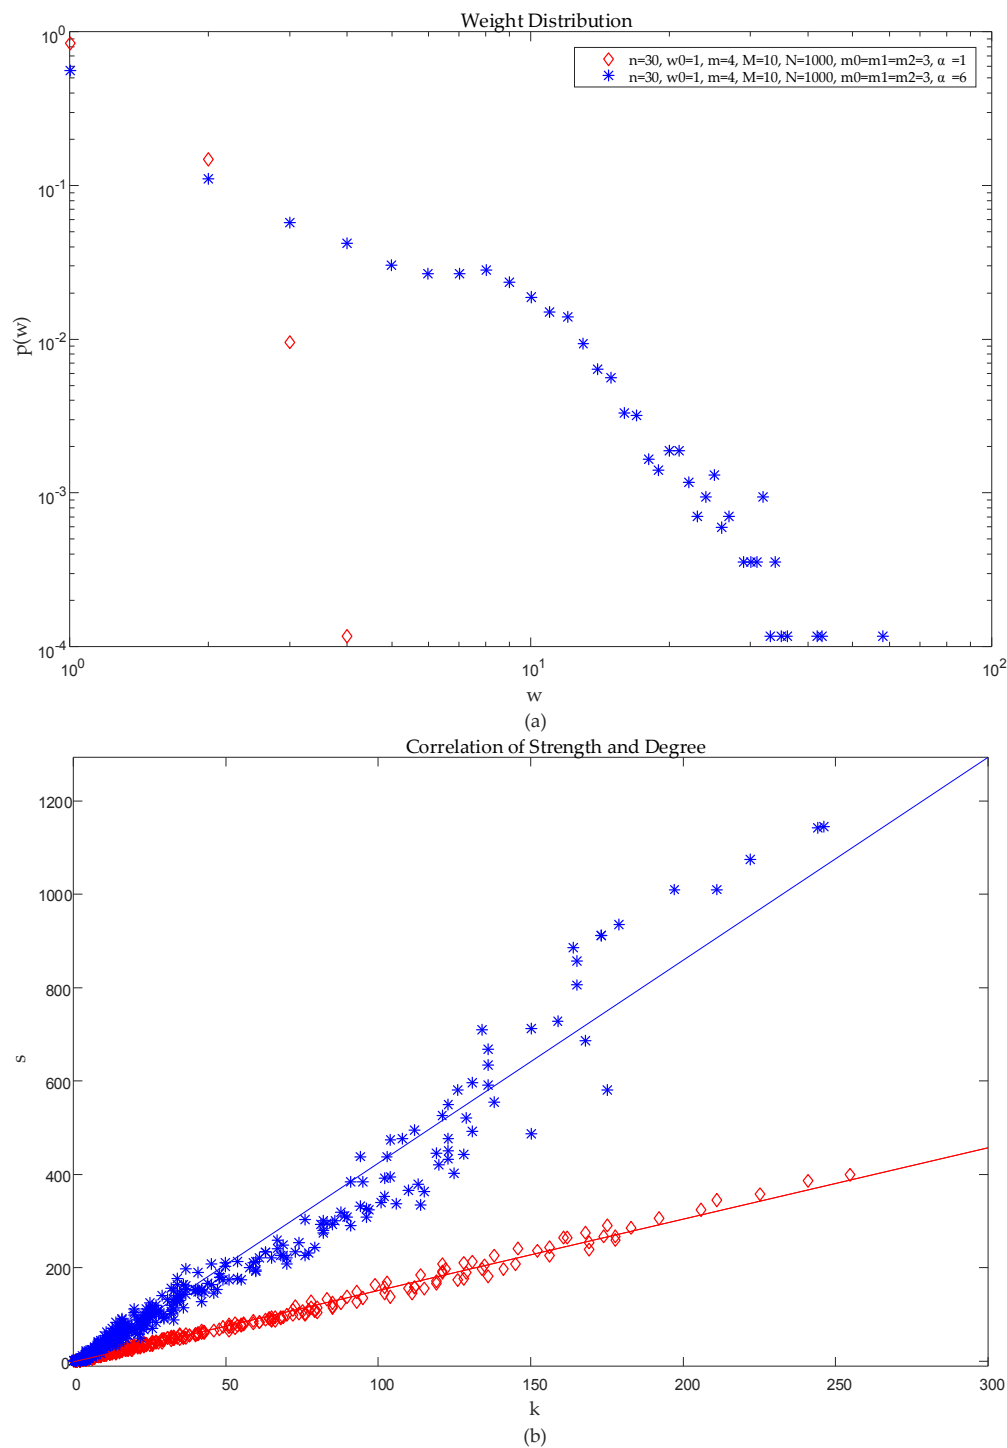 Weight Distribution
10^0
n=30, w0=1, m=4, M=10, N=1000, m0=m1=m2=3, α =1
n=30, w0=1, m=4, M=10, N=1000, m0=m1=m2=3, α =6
10^-1
10^-2
p(w)
10^-3
10^-4
10^0 10^1 10^2
w
(a)
Correlation of Strength and Degree
1200
1000
800
s
600
400
200
0
0 50 100 150 200 250 300
k
(b)